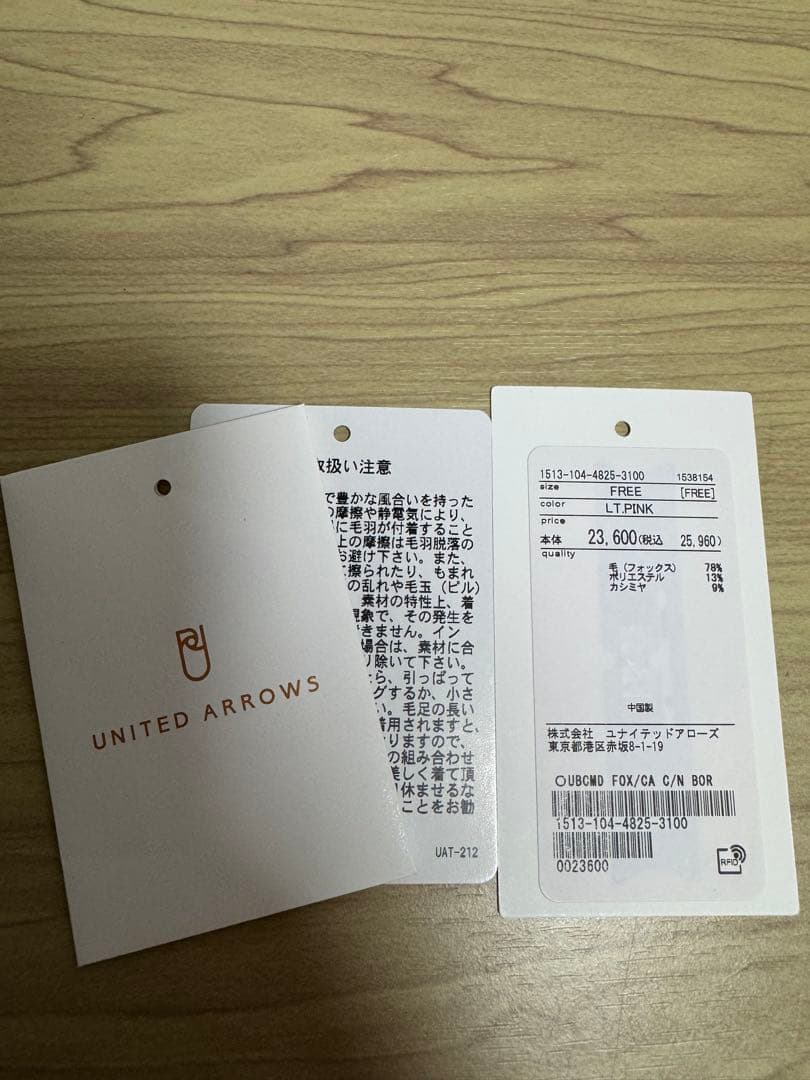 UNITED ARROWS
取扱い注意
で豊かな風合いを持った
の摩擦や静電気により、
に毛羽が付着すること
上の摩擦は毛羽脱落の
お避け下さい。また、
に擦られたり、もまれ
の乱れや毛玉（ピル）
素材の特性上、着
現象で、その発生を
できません。イン
場合は、素材に合
り除いて下さい。
たら、引っぱって
グするか、小さ
い。毛足の長い
着用されますと、
りますので、
の組み合わせ
美しく着て頂
休ませるな
ことをお勧
UAT-212
1513-104-4825-3100 1538154
size FREE [FREE]
color LT.PINK
price
本体 23,600(税込 25,960)
quality
毛(フォックス) 78%
ポリエステル 13%
カシミヤ 9%
中国製
株式会社 ユナイテッドアローズ
東京都港区赤坂8-1-19
○UBCMD FOX/CA C/N BOR
1513-104-4825-3100
0023600
RFID